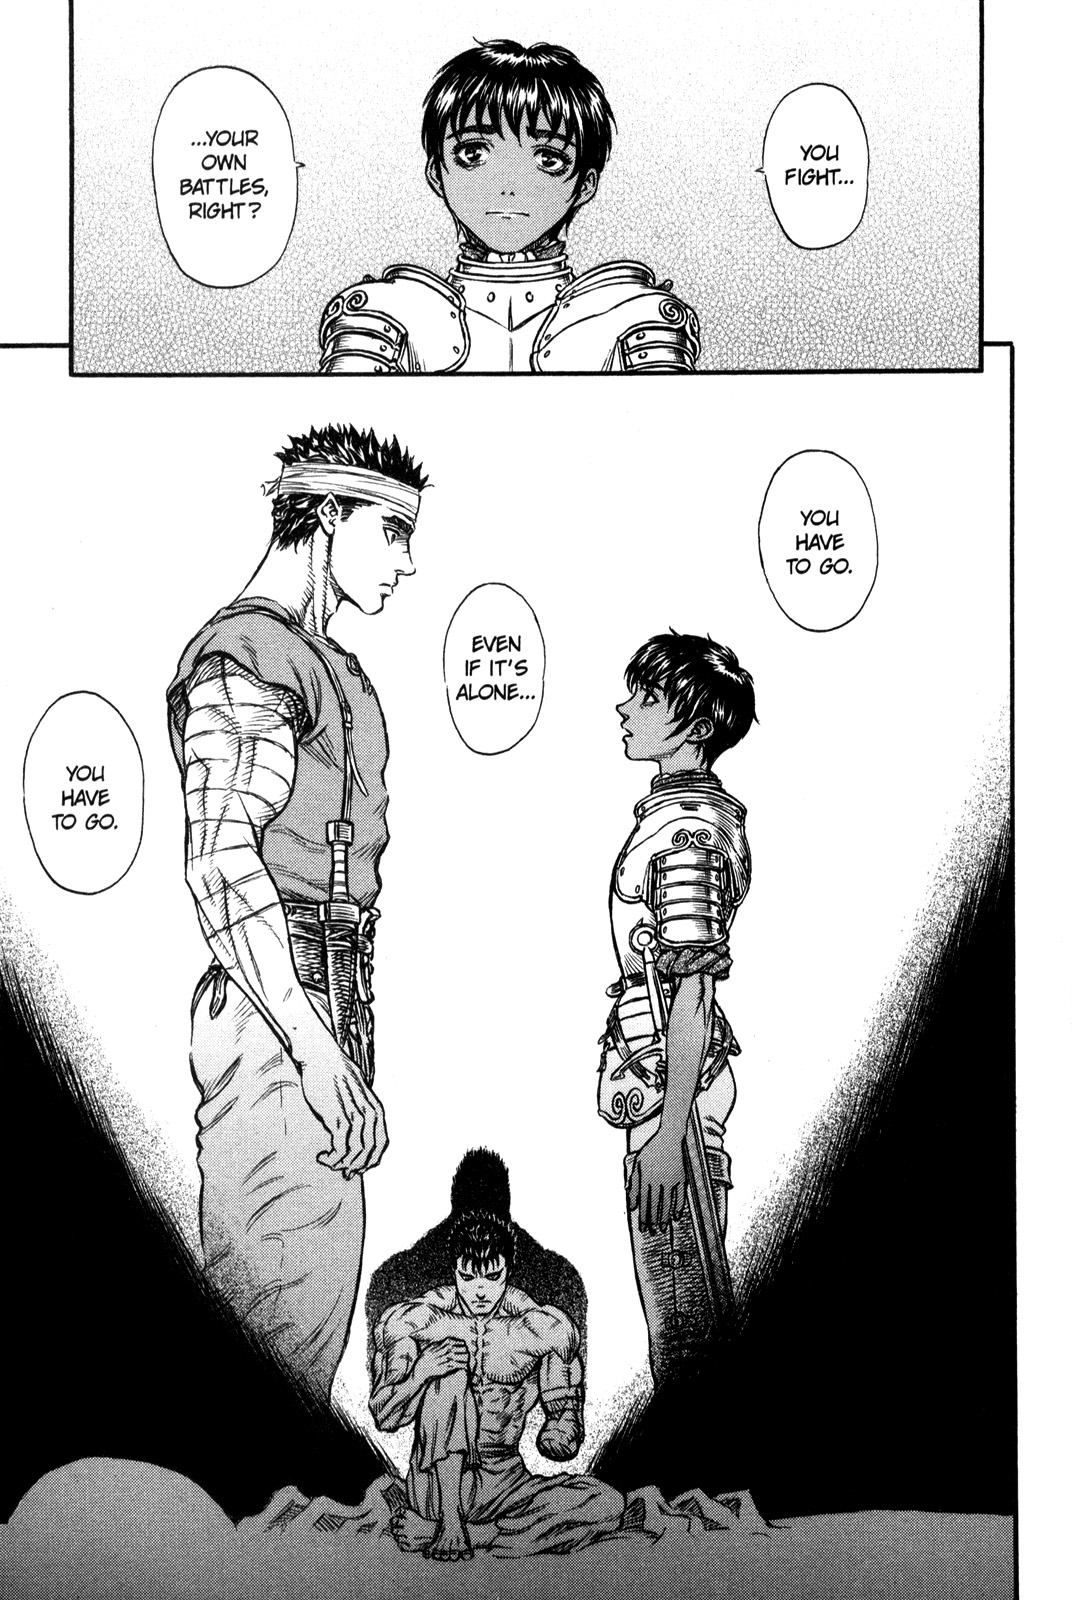 YOU
FIGHT...
...YOUR
OWN
BATTLES,
RIGHT?
YOU
HAVE
TO GO.
EVEN
IF IT'S
ALONE...
YOU
HAVE
TO GO.